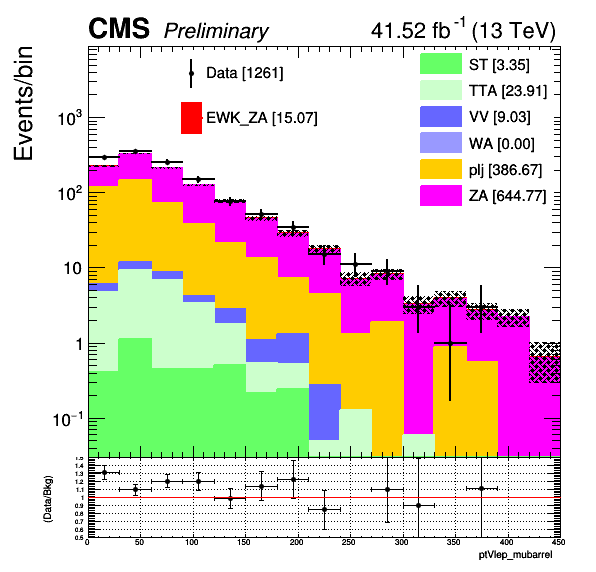 CMS Preliminary 41.52 fb⁻¹ (13 TeV)
Events/bin
Data [1261]
EWK_ZA [15.07]
ST [3.35]
TTA [23.91]
VV [9.03]
WA [0.00]
plj [386.67]
ZA [644.77]
10³
10²
10
1
10⁻¹
(Data/Bkg)
1.5
1.4
1.3
1.2
1.1
1.0
0.9
0.8
0.7
0.6
0.5
0 50 100 150 200 250 300 350 400 450
ptVlep_mubarrel